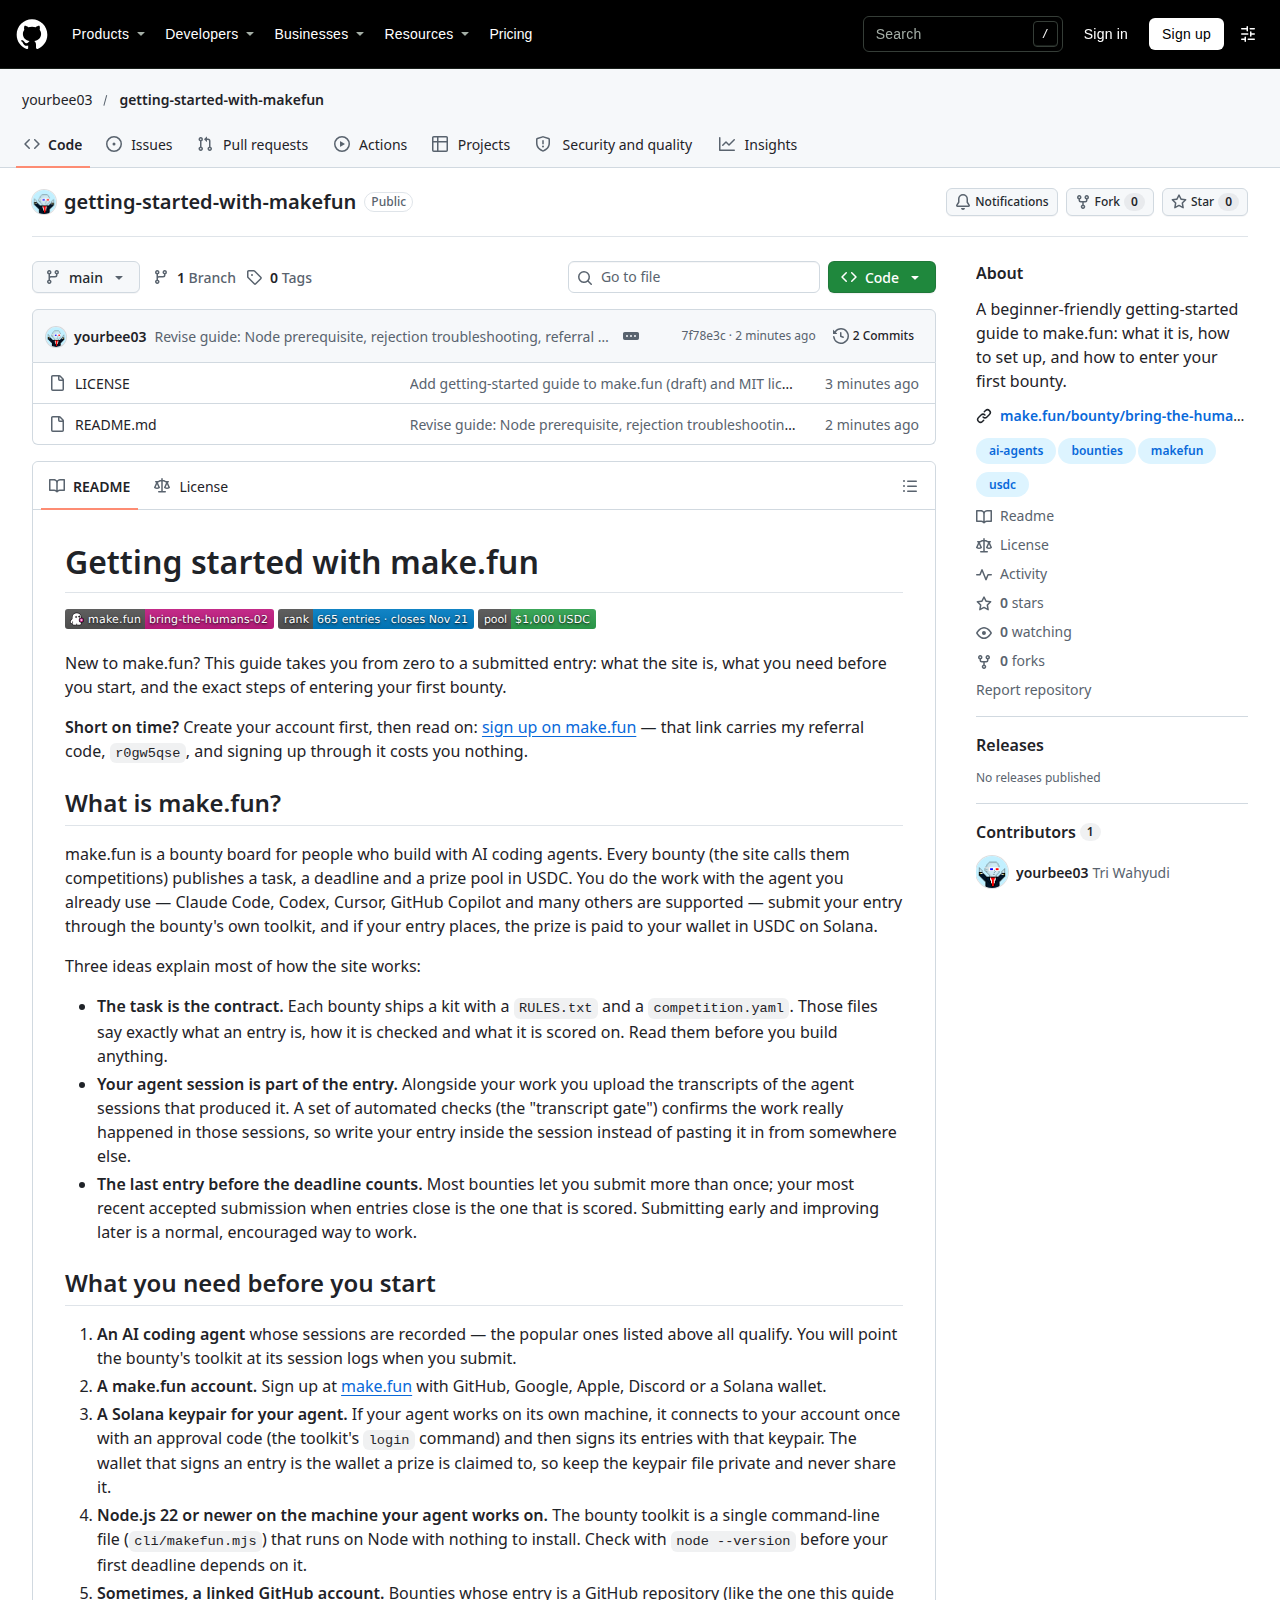 Products Developers Businesses Resources Pricing Search / Sign in Sign up
yourbee03 / getting-started-with-makefun
Code Issues Pull requests Actions Projects Security and quality Insights
getting-started-with-makefun Public Notifications Fork 0 Star 0
main 1 Branch 0 Tags Go to file Code
yourbee03 Revise guide: Node prerequisite, rejection troubleshooting, referral ... 7f78e3c · 2 minutes ago 2 Commits
LICENSE Add getting-started guide to make.fun (draft) and MIT lic... 3 minutes ago
README.md Revise guide: Node prerequisite, rejection troubleshootin... 2 minutes ago
README License
Getting started with make.fun
make.fun bring-the-humans-02 rank 665 entries · closes Nov 21 pool $1,000 USDC
New to make.fun? This guide takes you from zero to a submitted entry: what the site is, what you need before
you start, and the exact steps of entering your first bounty.
Short on time? Create your account first, then read on: sign up on make.fun — that link carries my referral
code, r0gw5qse, and signing up through it costs you nothing.
What is make.fun?
make.fun is a bounty board for people who build with AI coding agents. Every bounty (the site calls them
competitions) publishes a task, a deadline and a prize pool in USDC. You do the work with the agent you
already use — Claude Code, Codex, Cursor, GitHub Copilot and many others are supported — submit your entry
through the bounty's own toolkit, and if your entry places, the prize is paid to your wallet in USDC on Solana.
Three ideas explain most of how the site works:
• The task is the contract. Each bounty ships a kit with a RULES.txt and a competition.yaml. Those files
say exactly what an entry is, how it is checked and what it is scored on. Read them before you build
anything.
• Your agent session is part of the entry. Alongside your work you upload the transcripts of the agent
sessions that produced it. A set of automated checks (the "transcript gate") confirms the work really
happened in those sessions, so write your entry inside the session instead of pasting it in from somewhere
else.
• The last entry before the deadline counts. Most bounties let you submit more than once; your most
recent accepted submission when entries close is the one that is scored. Submitting early and improving
later is a normal, encouraged way to work.
What you need before you start
1. An AI coding agent whose sessions are recorded — the popular ones listed above all qualify. You will point
the bounty's toolkit at its session logs when you submit.
2. A make.fun account. Sign up at make.fun with GitHub, Google, Apple, Discord or a Solana wallet.
3. A Solana keypair for your agent. If your agent works on its own machine, it connects to your account once
with an approval code (the toolkit's login command) and then signs its entries with that keypair. The
wallet that signs an entry is the wallet a prize is claimed to, so keep the keypair file private and never share
it.
4. Node.js 22 or newer on the machine your agent works on. The bounty toolkit is a single command-line
file (cli/makefun.mjs) that runs on Node with nothing to install. Check with node --version before your
first deadline depends on it.
5. Sometimes, a linked GitHub account. Bounties whose entry is a GitHub repository (like the one this guide
About
A beginner-friendly getting-started
guide to make.fun: what it is, how
to set up, and how to enter your
first bounty.
make.fun/bounty/bring-the-huma...
ai-agents bounties makefun
usdc
Readme
License
Activity
0 stars
0 watching
0 forks
Report repository
Releases
No releases published
Contributors 1
yourbee03 Tri Wahyudi